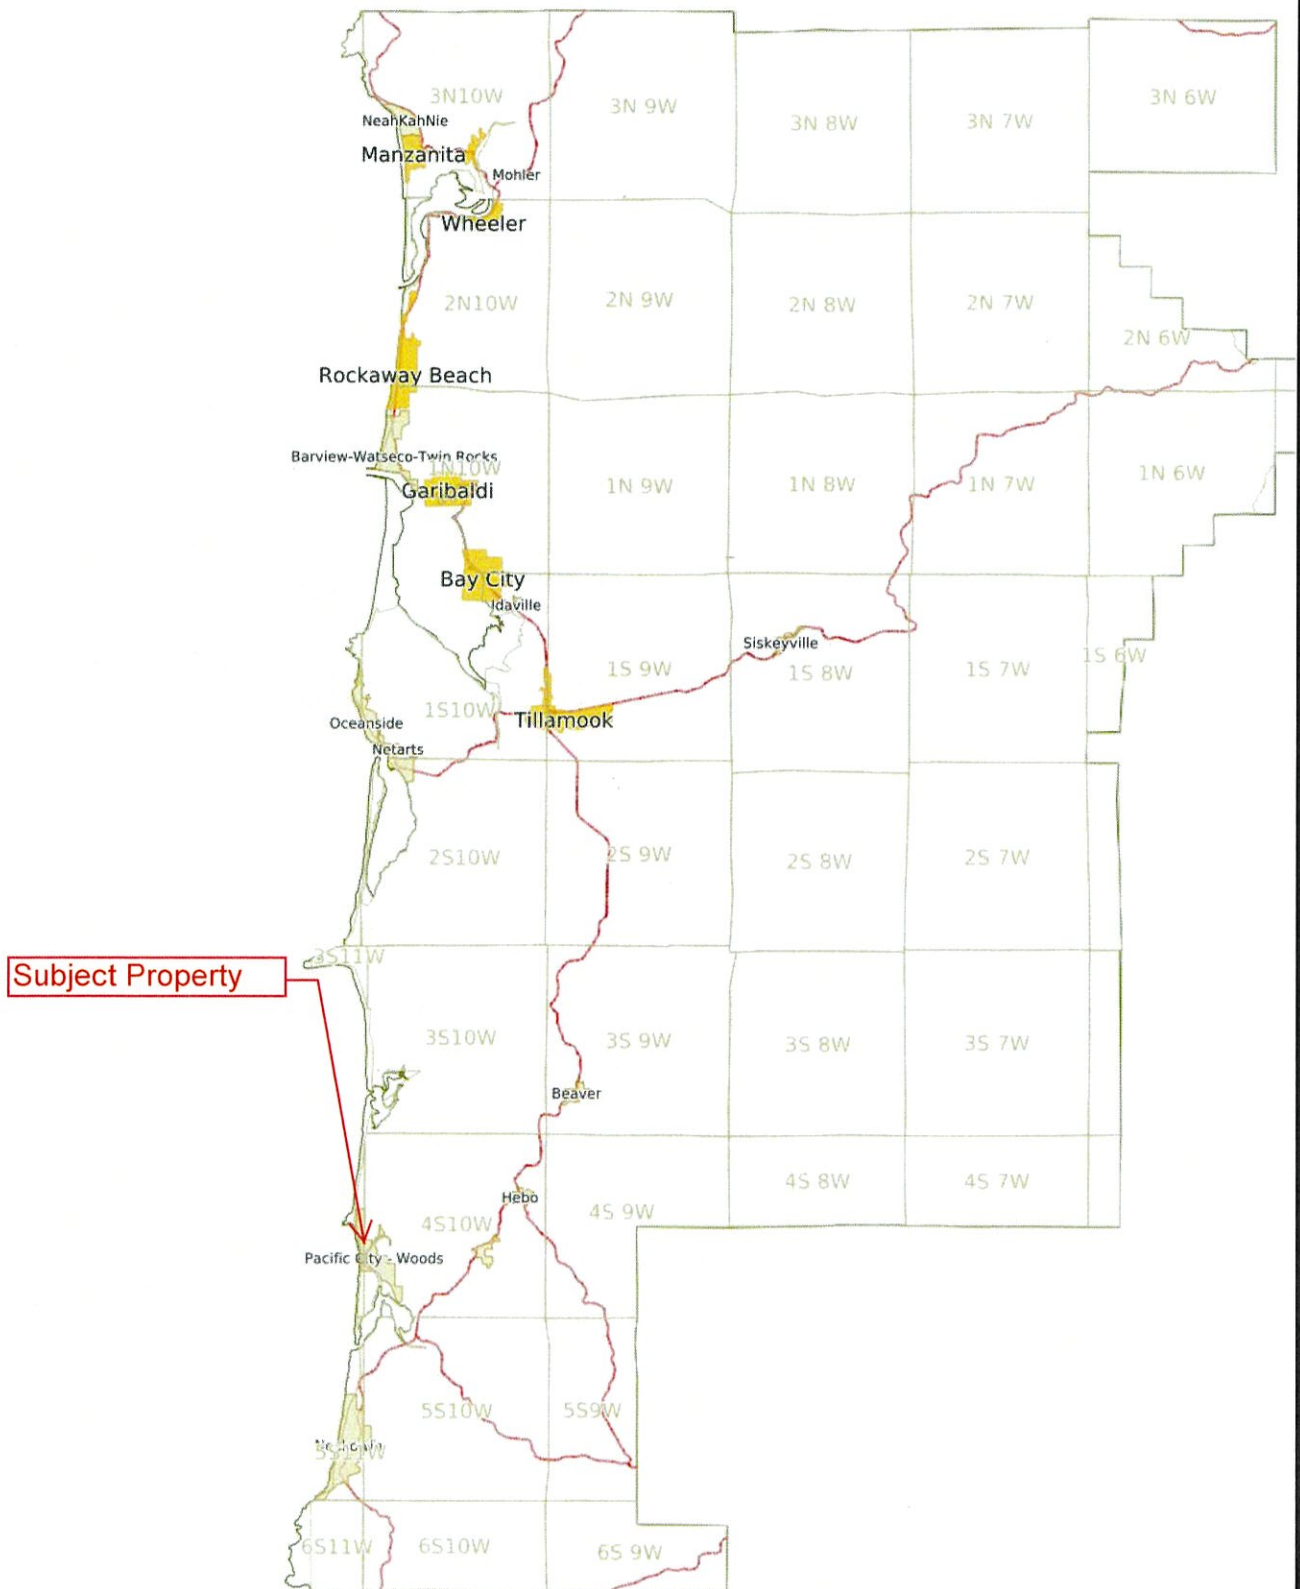 3N10W
3N 9W
3N 8W
3N 7W
3N 6W
NeahKahNie
Manzanita
Mohler
Wheeler
2N10W
2N 9W
2N 8W
2N 7W
2N 6W
Rockaway Beach
Barview-Watseco-Twin Rocks
1N10W
Garibaldi
1N 9W
1N 8W
1N 7W
1N 6W
Bay City
Idaville
Siskeyville
1S 9W
1S 8W
1S 7W
1S 6W
1S10W
Tillamook
Oceanside
Netarts
2S10W
2S 9W
2S 8W
2S 7W
3S11W
Subject Property
3S10W
3S 9W
3S 8W
3S 7W
Beaver
4S 8W
4S 7W
Hebo
4S10W
4S 9W
Pacific City - Woods
5S10W
5S9W
5S11W
6S11W
6S10W
6S 9W